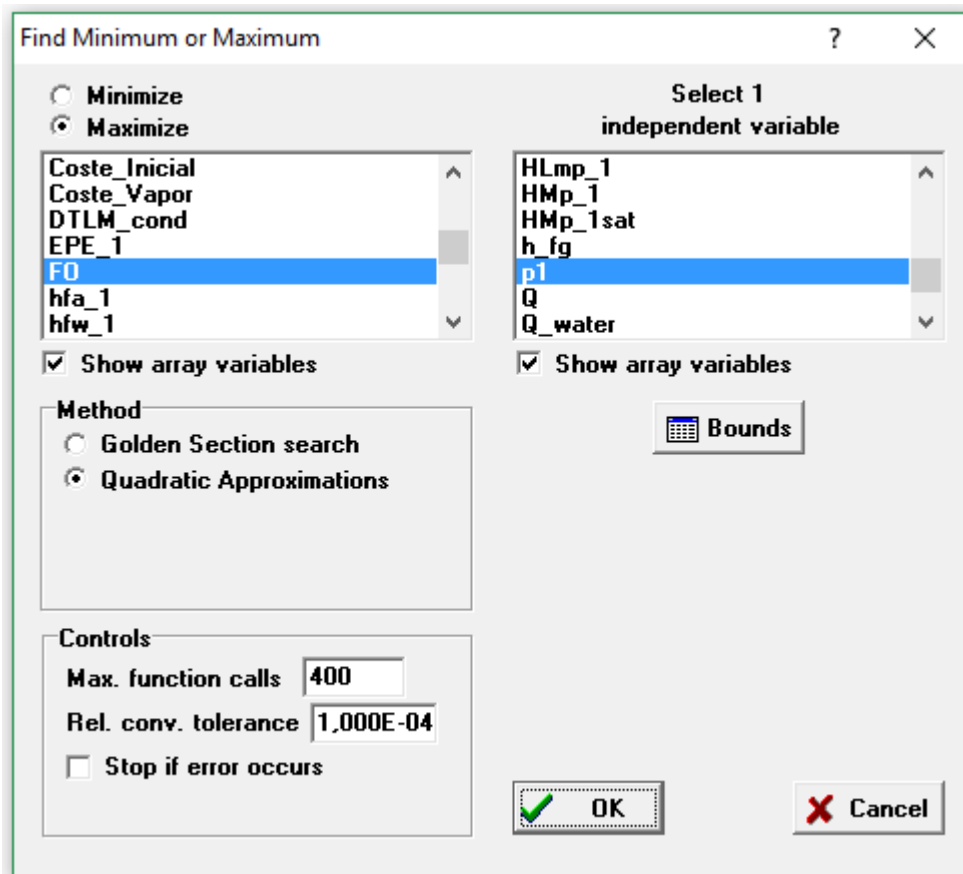 Find Minimum or Maximum
?
Minimize
Maximize
Select 1
independent variable
Coste_Inicial
Coste_Vapor
DTLM_cond
EPE_1
FO
hfa_1
hfw_1
HLmp_1
HMp_1
HMp_1sat
h_fg
p1
Q
Q_water
Show array variables
Show array variables
Method
Golden Section search
Quadratic Approximations
Bounds
Controls
Max. function calls 400
Rel. conv. tolerance 1,000E-04
Stop if error occurs
OK
Cancel